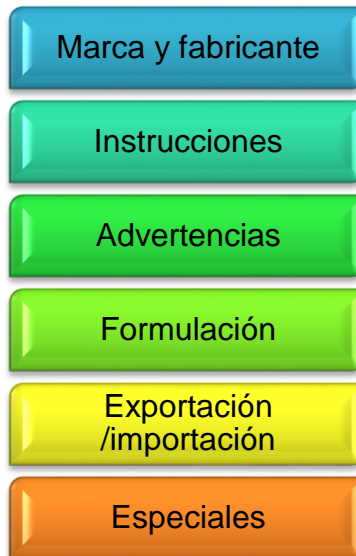 Marca y fabricante
Instrucciones
Advertencias
Formulación
Exportación
/importación
Especiales